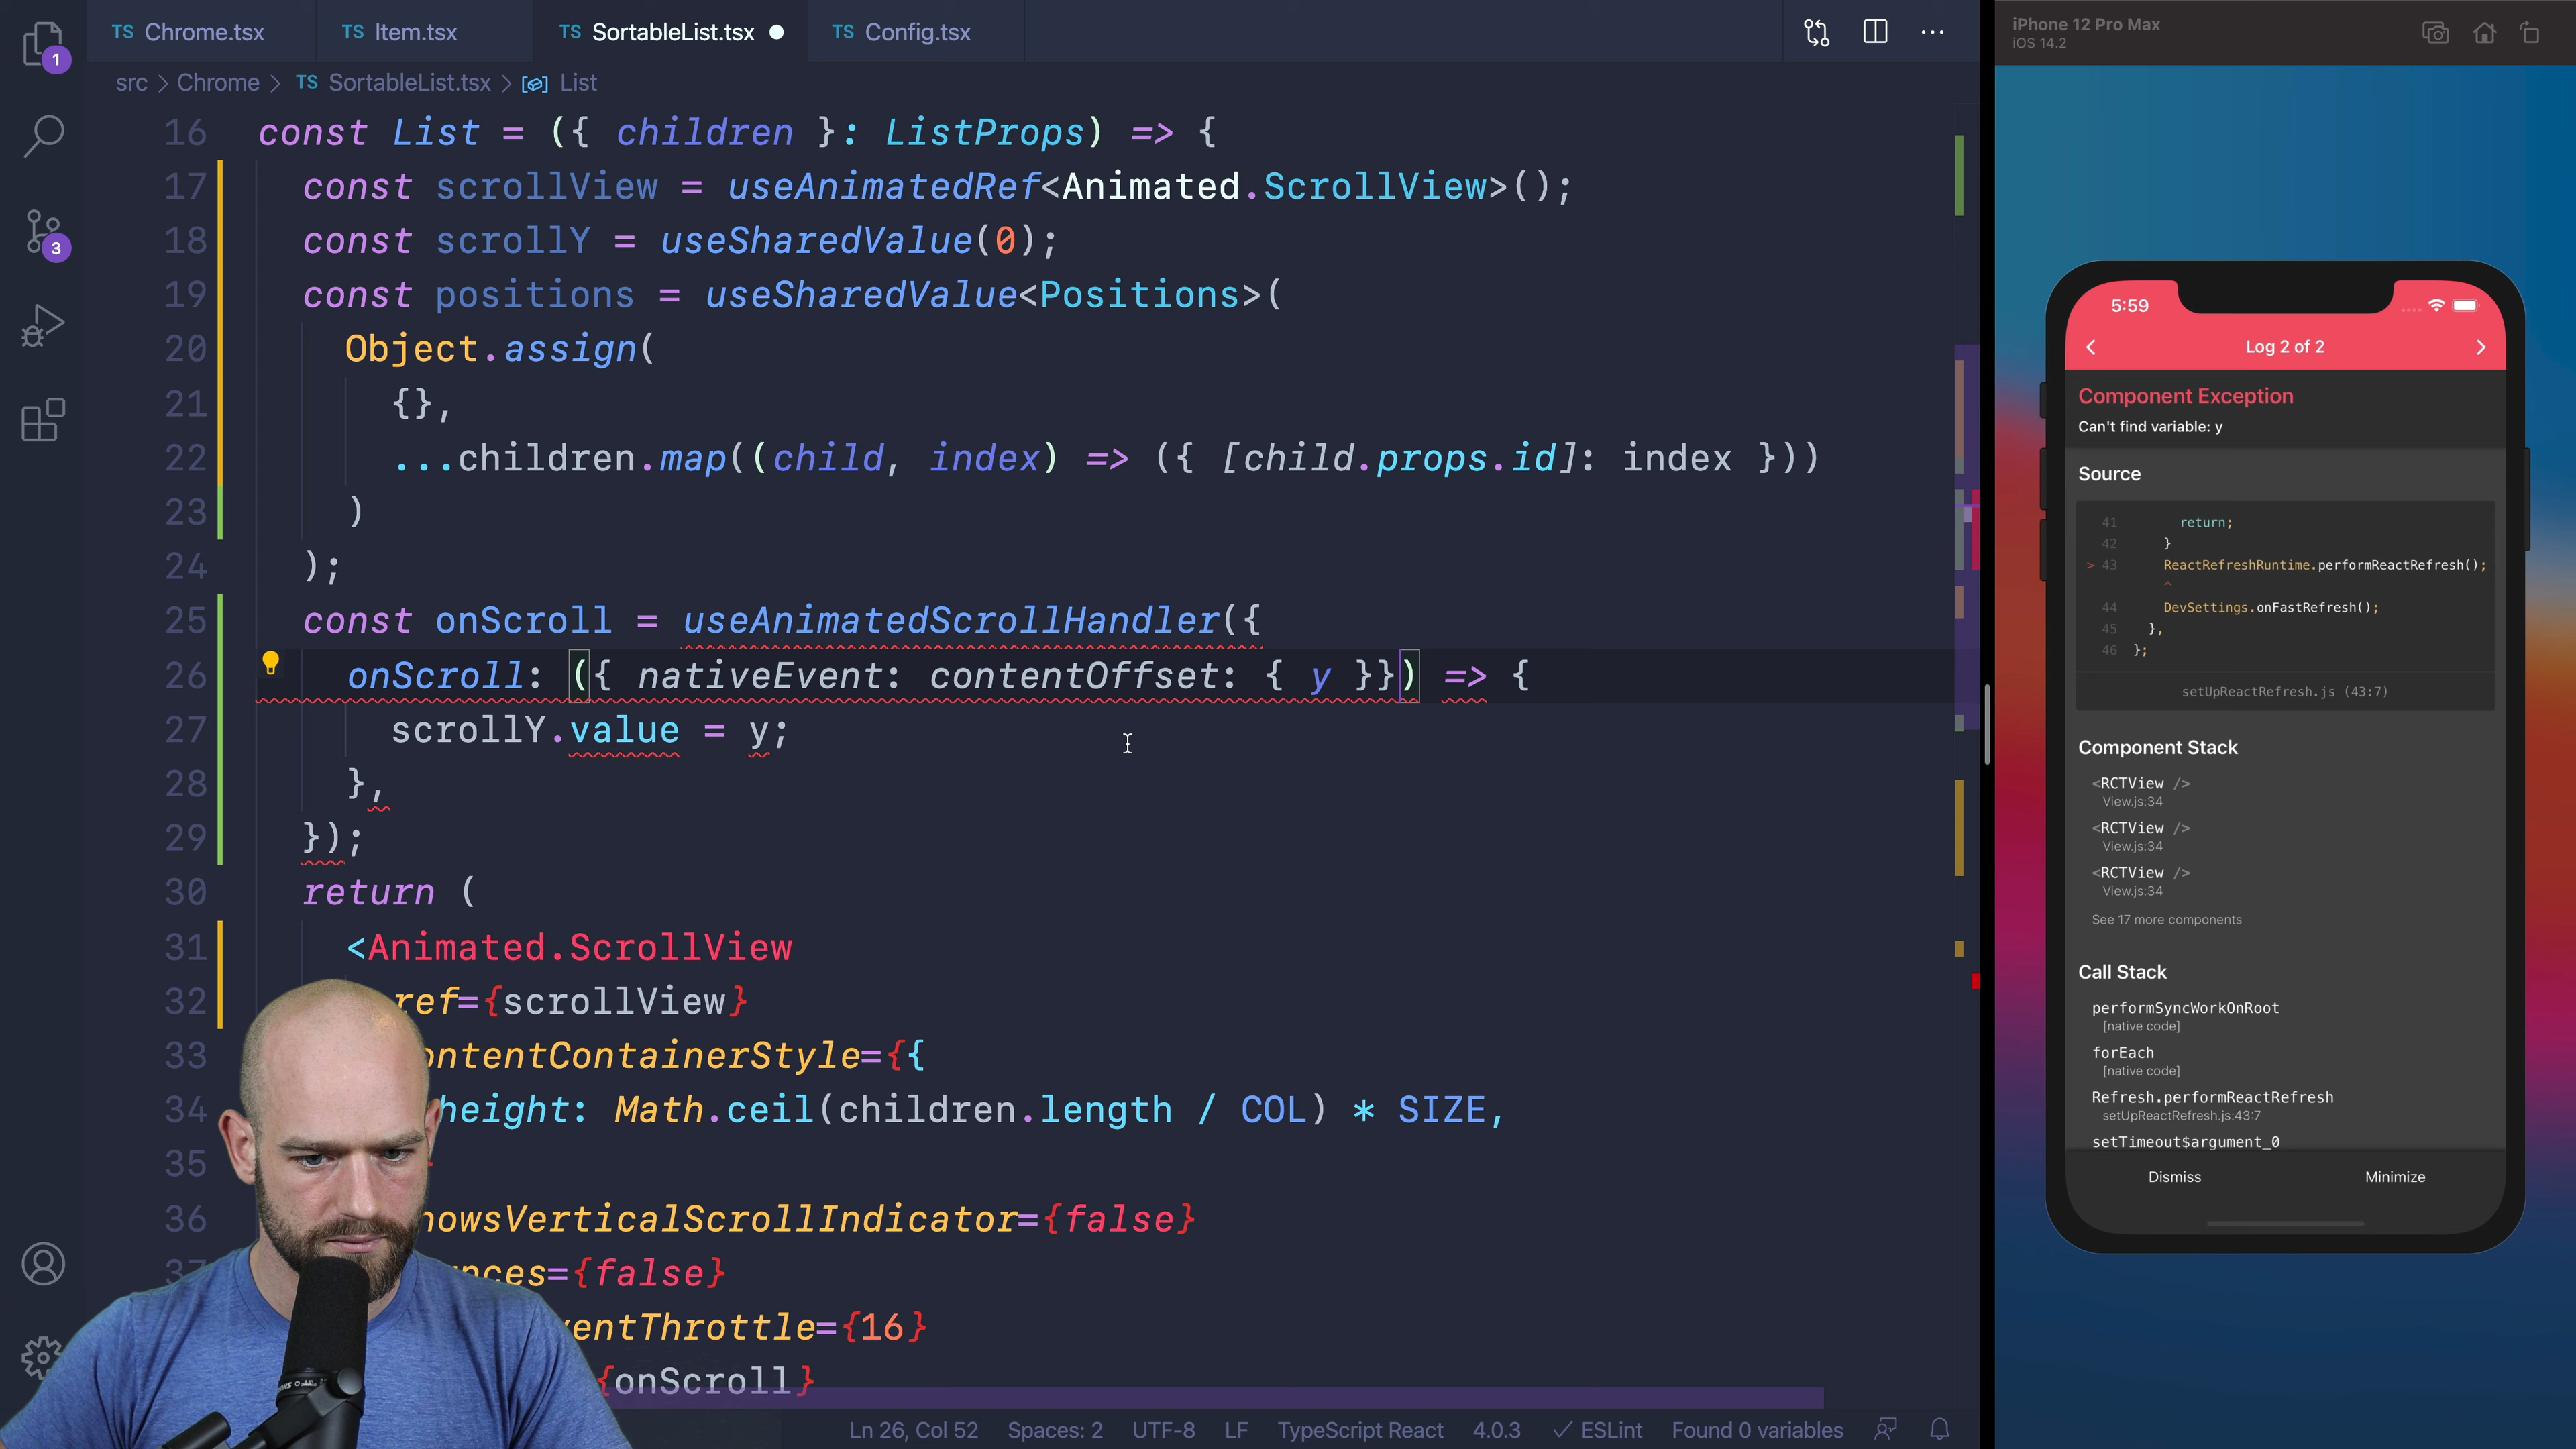 TS Chrome.tsx
TS Item.tsx
TS SortableList.tsx
TS Config.tsx
1
3
src > Chrome > TS SortableList.tsx > List
16 const List = ({ children }: ListProps) => {
17 const scrollView = useAnimatedRef<Animated.ScrollView>();
18 const scrollY = useSharedValue(0);
19 const positions = useSharedValue<Positions>(
20 Object.assign(
21 {},
22 ...children.map((child, index) => ({ [child.props.id]: index }))
23 )
24 );
25 const onScroll = useAnimatedScrollHandler({
26 onScroll: ({ nativeEvent: contentOffset: { y }}) => {
27 scrollY.value = y;
28 },
29 });
30 return (
31 <Animated.ScrollView
32 ref={scrollView}
33 ontentContainerStyle={{
34 height: Math.ceil(children.length / COL) * SIZE,
35
36 howsVerticalScrollIndicator={false}
37 nces={false}
ventThrottle={16}
{onScroll}
Ln 26, Col 52
Spaces: 2
UTF-8
LF
TypeScript React
4.0.3
ESLint
Found 0 variables
iPhone 12 Pro Max
iOS 14.2
5:59
Log 2 of 2
Component Exception
Can't find variable: y
Source
41 return;
42 }
> 43 ReactRefreshRuntime.performReactRefresh();
^
44 DevSettings.onFastRefresh();
45 },
46 };
setUpReactRefresh.js (43:7)
Component Stack
<RCTView />
View.js:34
<RCTView />
View.js:34
<RCTView />
View.js:34
See 17 more components
Call Stack
performSyncWorkOnRoot
[native code]
forEach
[native code]
Refresh.performReactRefresh
setUpReactRefresh.js:43:7
setTimeout$argument_0
Dismiss
Minimize